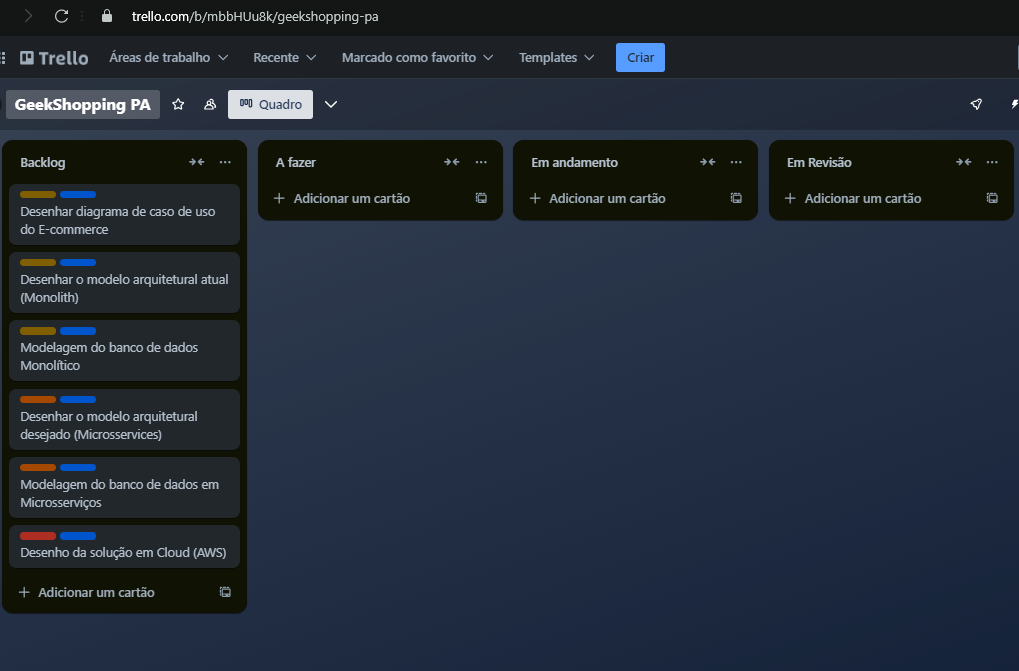 trello.com/b/mbbHUu8k/geekshopping-pa
Trello Áreas de trabalho Recente Marcado como favorito Templates Criar
GeekShopping PA Quadro
Backlog
Desenhar diagrama de caso de uso
do E-commerce
Desenhar o modelo arquitetural atual
(Monolith)
Modelagem do banco de dados
Monolítico
Desenhar o modelo arquitetural
desejado (Microsservices)
Modelagem do banco de dados em
Microsserviços
Desenho da solução em Cloud (AWS)
Adicionar um cartão
A fazer
Adicionar um cartão
Em andamento
Adicionar um cartão
Em Revisão
Adicionar um cartão